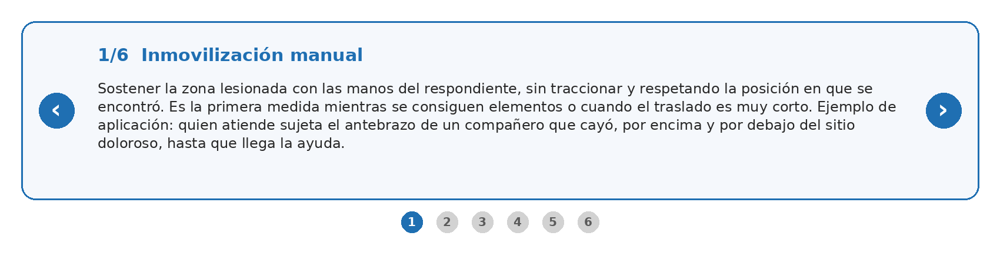 1/6 Inmovilización manual
Sostener la zona lesionada con las manos del respondiente, sin traccionar y respetando la posición en que se
encontró. Es la primera medida mientras se consiguen elementos o cuando el traslado es muy corto. Ejemplo de
aplicación: quien atiende sujeta el antebrazo de un compañero que cayó, por encima y por debajo del sitio
doloroso, hasta que llega la ayuda.
‹ ›
1 2 3 4 5 6